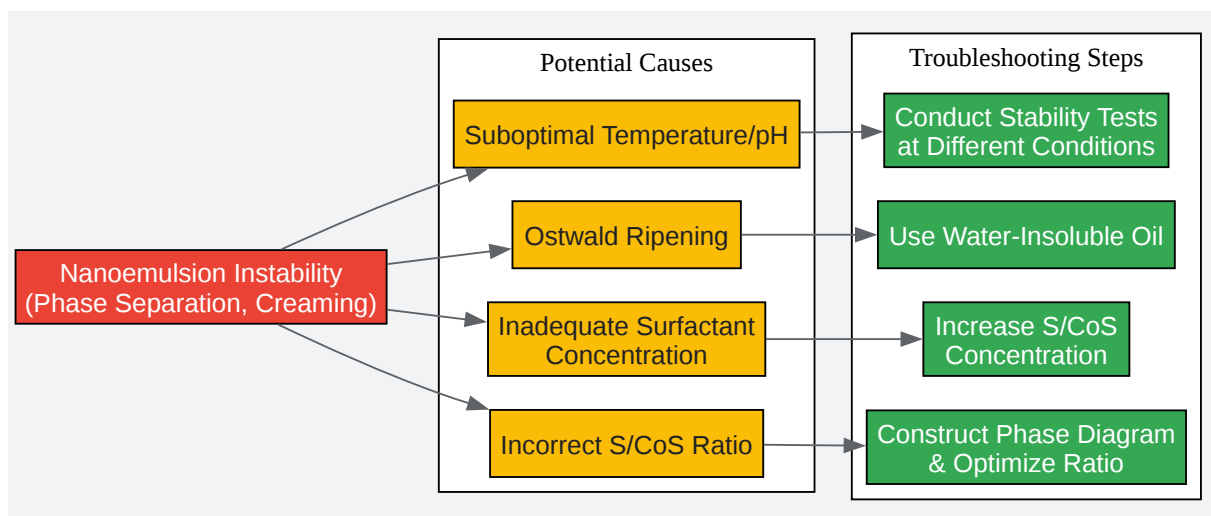 Nanoemulsion Instability
(Phase Separation, Creaming)
Potential Causes
Suboptimal Temperature/pH
Ostwald Ripening
Inadequate Surfactant
Concentration
Incorrect S/CoS Ratio
Troubleshooting Steps
Conduct Stability Tests
at Different Conditions
Use Water-Insoluble Oil
Increase S/CoS
Concentration
Construct Phase Diagram
& Optimize Ratio